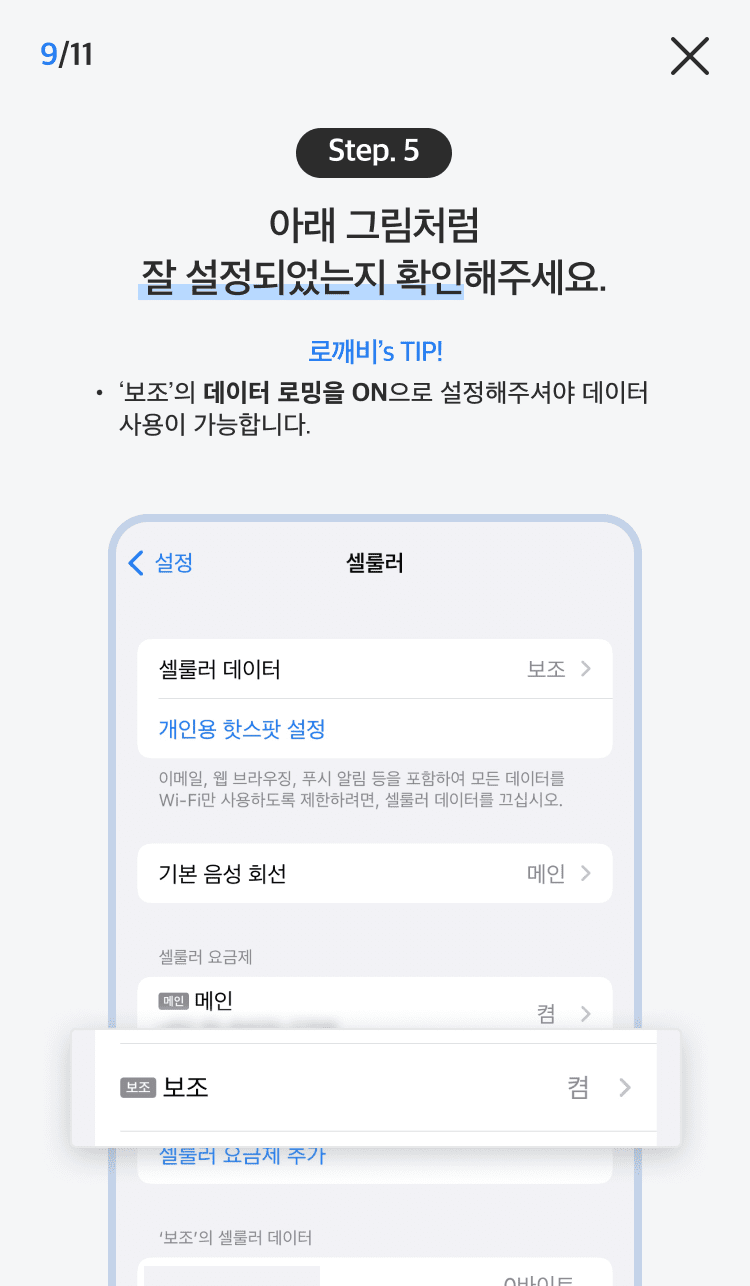 9/11
Step. 5
아래 그림처럼
잘 설정되었는지 확인해주세요.
로깨비's TIP!
• ‘보조’의 데이터 로밍을 ON으로 설정해주셔야 데이터
사용이 가능합니다.
설정 셀룰러
셀룰러 데이터 보조
개인용 핫스팟 설정
이메일, 웹 브라우징, 푸시 알림 등을 포함하여 모든 데이터를
Wi-Fi만 사용하도록 제한하려면, 셀룰러 데이터를 끄십시오.
기본 음성 회선 메인
셀룰러 요금제
메인 메인 켬
보조 보조 켬
셀룰러 요금제 추가
‘보조’의 셀룰러 데이터
0바이트